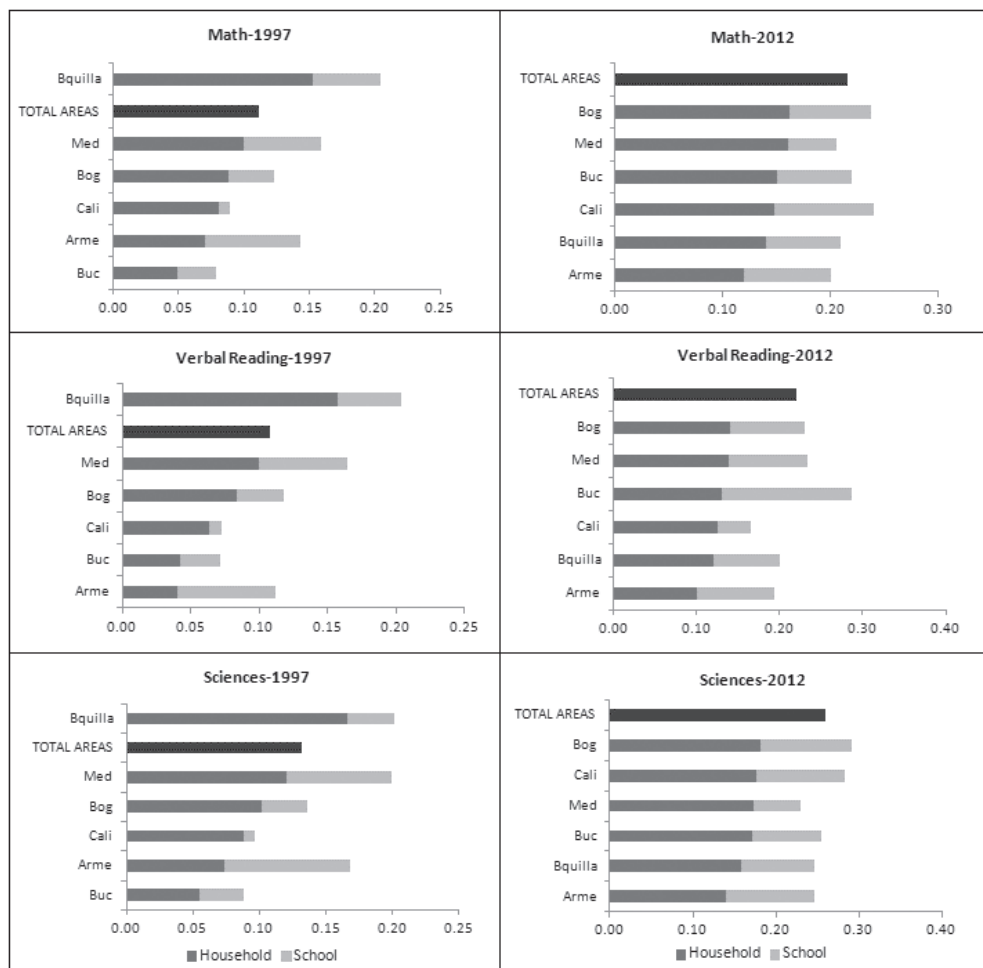 Math-1997
Bquilla
TOTAL AREAS
Med
Bog
Cali
Arme
Buc
0.00 0.05 0.10 0.15 0.20 0.25
Math-2012
TOTAL AREAS
Bog
Med
Buc
Cali
Bquilla
Arme
0.00 0.10 0.20 0.30
Verbal Reading-1997
Bquilla
TOTAL AREAS
Med
Bog
Cali
Buc
Arme
0.00 0.05 0.10 0.15 0.20 0.25
Verbal Reading-2012
TOTAL AREAS
Bog
Med
Buc
Cali
Bquilla
Arme
0.00 0.10 0.20 0.30 0.40
Sciences-1997
Bquilla
TOTAL AREAS
Med
Bog
Cali
Arme
Buc
0.00 0.05 0.10 0.15 0.20 0.25
Household School
Sciences-2012
TOTAL AREAS
Bog
Cali
Med
Buc
Bquilla
Arme
0.00 0.10 0.20 0.30 0.40
Household School